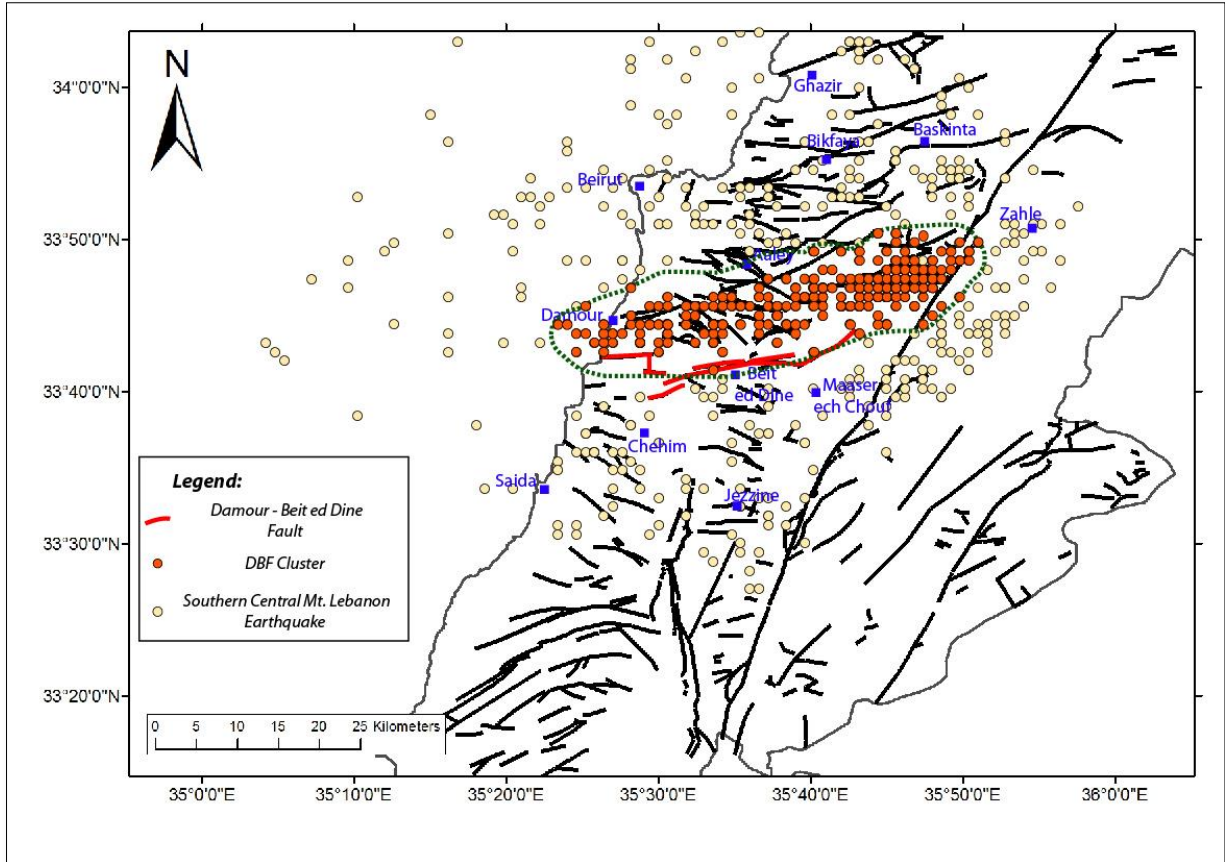 N
34°0'0"N
33°50'0"N
33°40'0"N
33°30'0"N
33°20'0"N
Ghazir
Baskinta
Bikfaya
Beirut
Zahle
Aaley
Damour
Beit
ed Dine
Maaser
ech Chouf
Chehim
Saida
Jezzine
Legend:
Damour - Beit ed Dine
Fault
DBF Cluster
Southern Central Mt. Lebanon
Earthquake
0 5 10 15 20 25 Kilometers
35°0'0"E
35°10'0"E
35°20'0"E
35°30'0"E
35°40'0"E
35°50'0"E
36°0'0"E